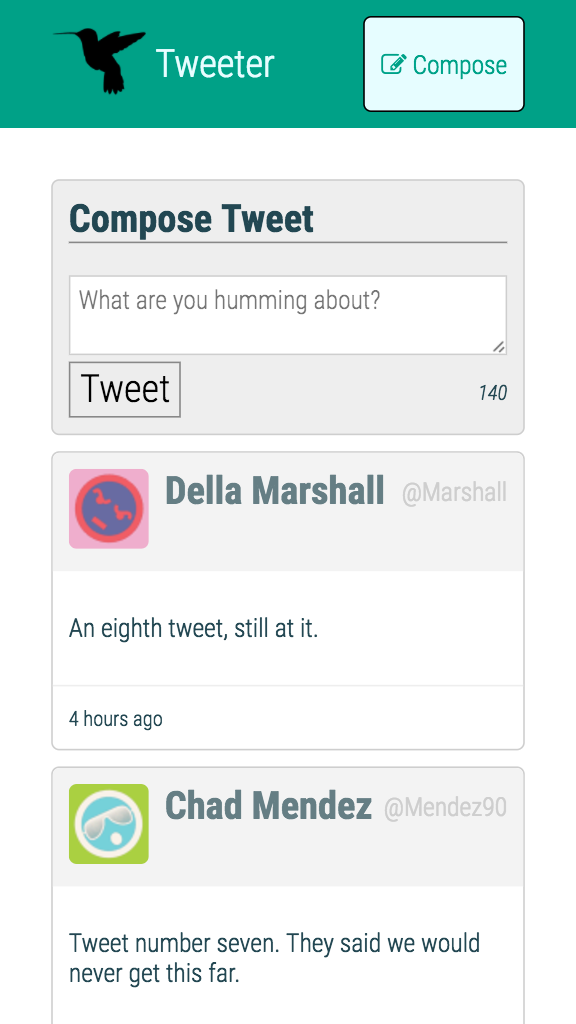 Tweeter
Compose
Compose Tweet
What are you humming about?
Tweet
140
Della Marshall @Marshall
An eighth tweet, still at it.
4 hours ago
Chad Mendez @Mendez90
Tweet number seven. They said we would
never get this far.